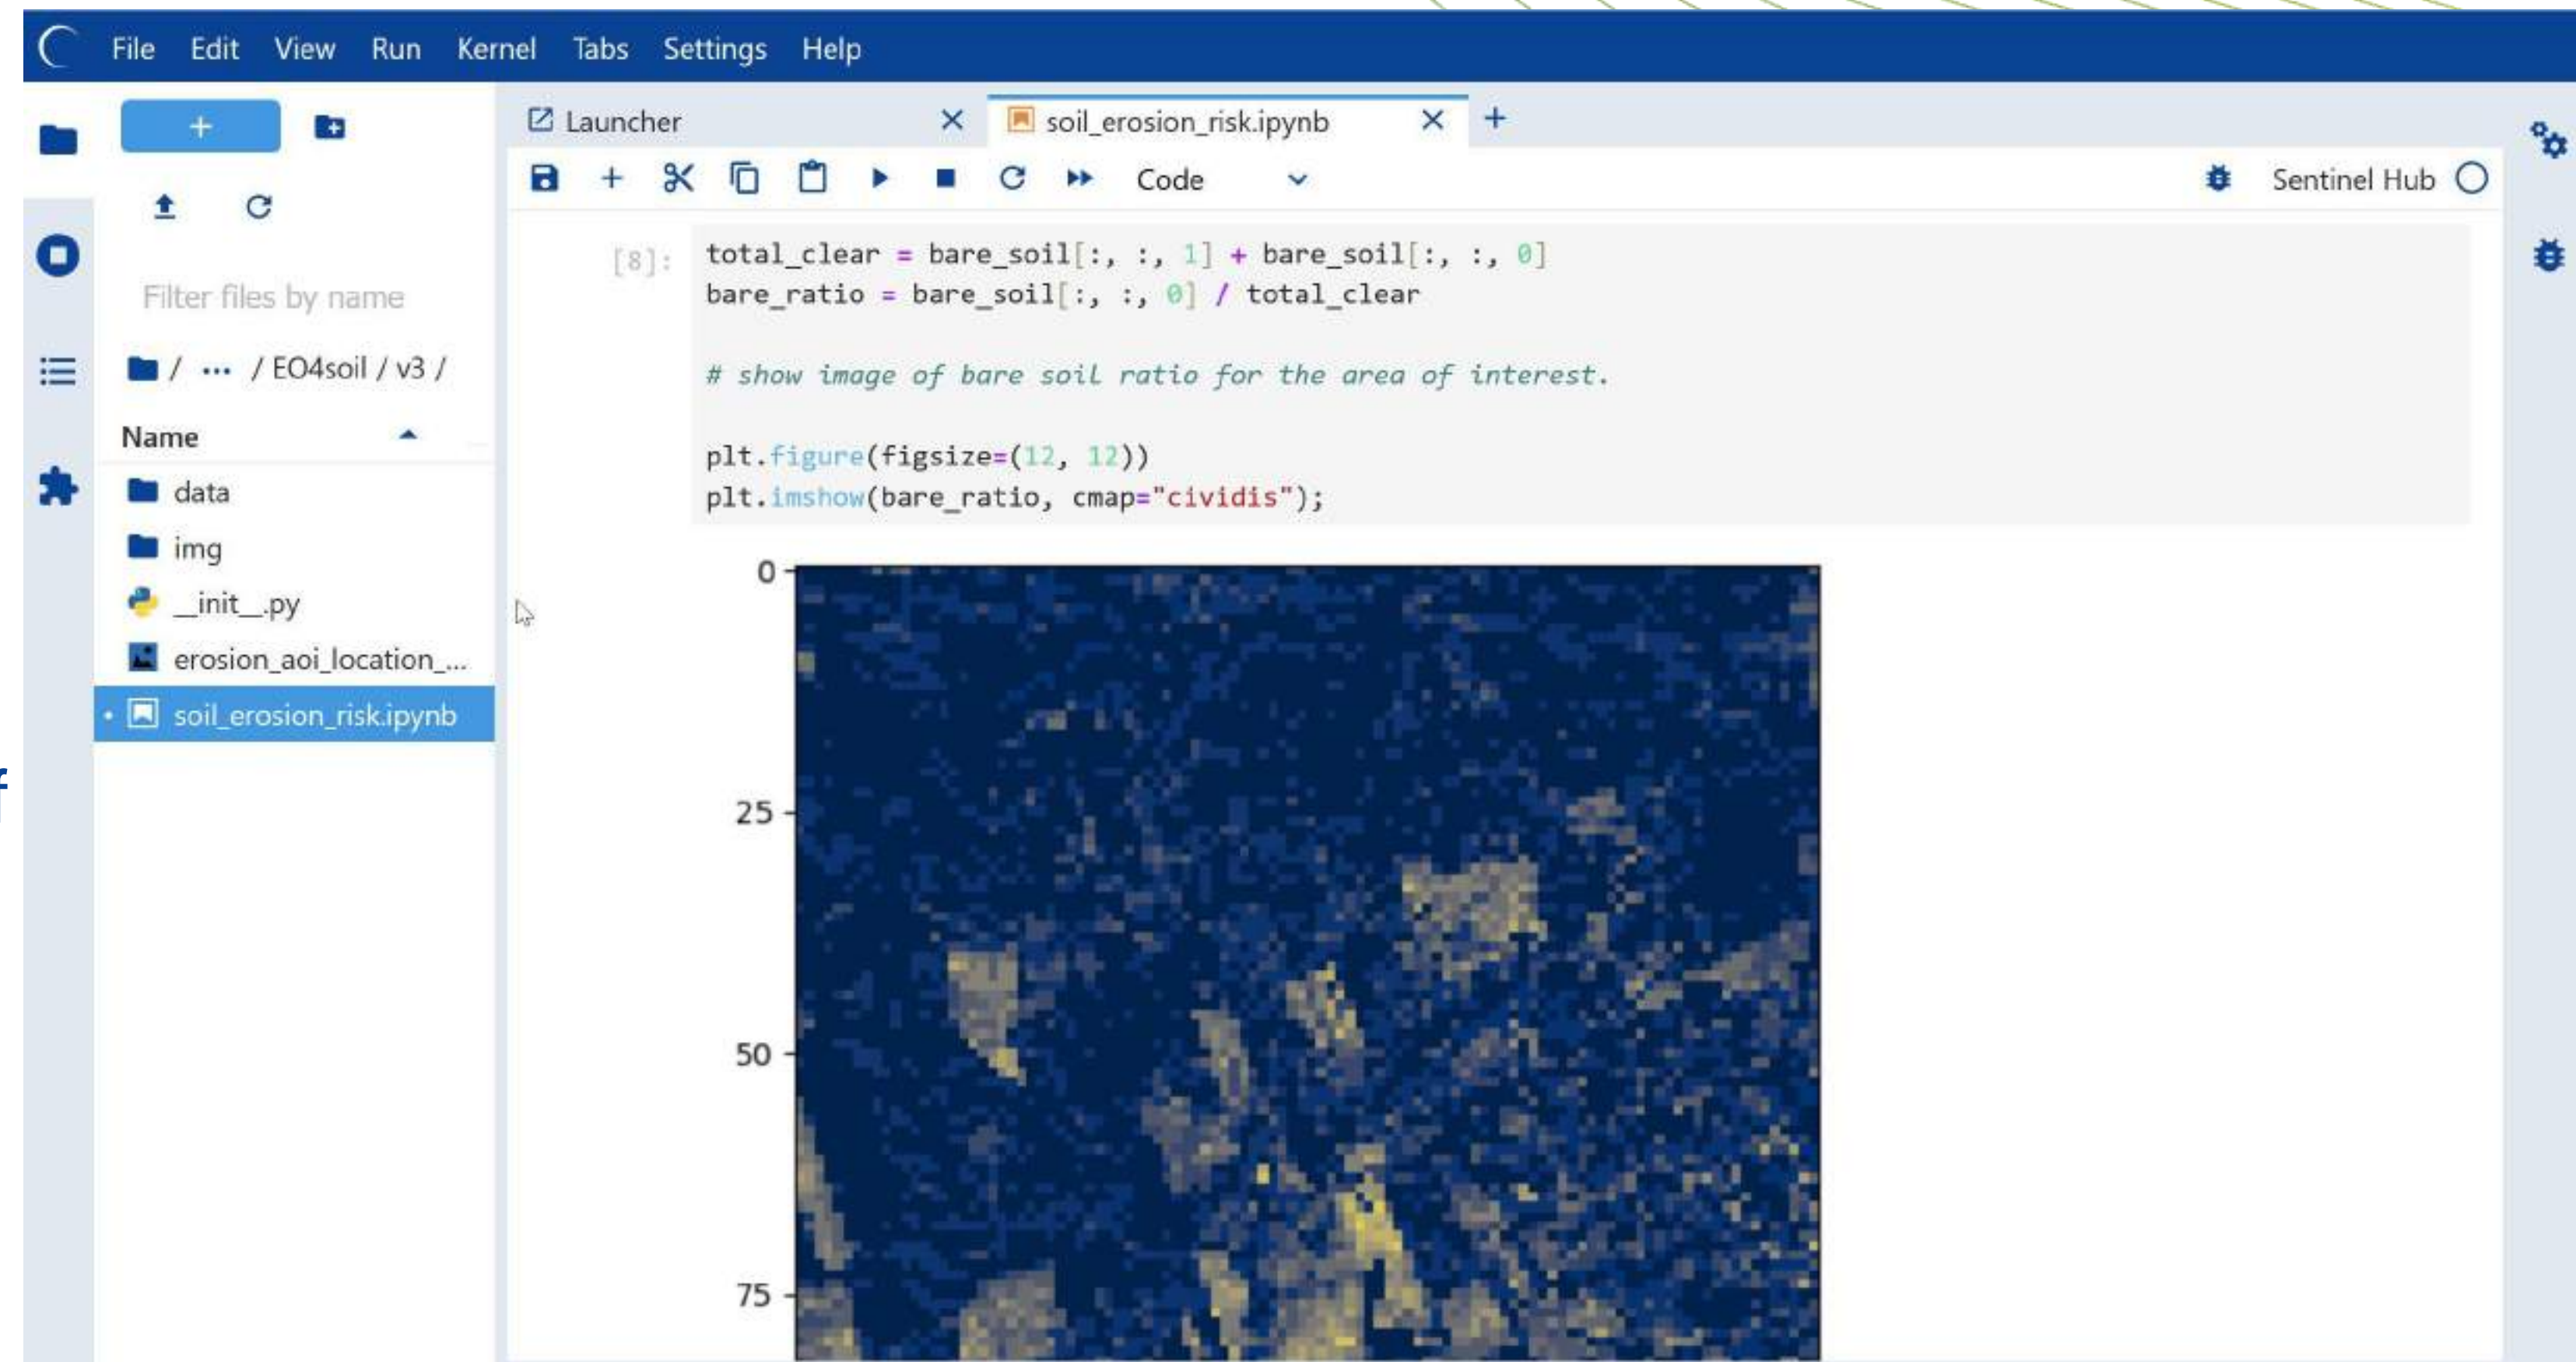 File Edit View Run Kernel Tabs Settings Help
Launcher
soil_erosion_risk.ipynb
Code
Sentinel Hub
Filter files by name
/ ... / EO4soil / v3 /
Name
data
img
__init__.py
erosion_aoi_location_...
soil_erosion_risk.ipynb
f
[8]:
total_clear = bare_soil[:, :, 1] + bare_soil[:, :, 0]
bare_ratio = bare_soil[:, :, 0] / total_clear
# show image of bare soil ratio for the area of interest.
plt.figure(figsize=(12, 12))
plt.imshow(bare_ratio, cmap="cividis");
0
25
50
75